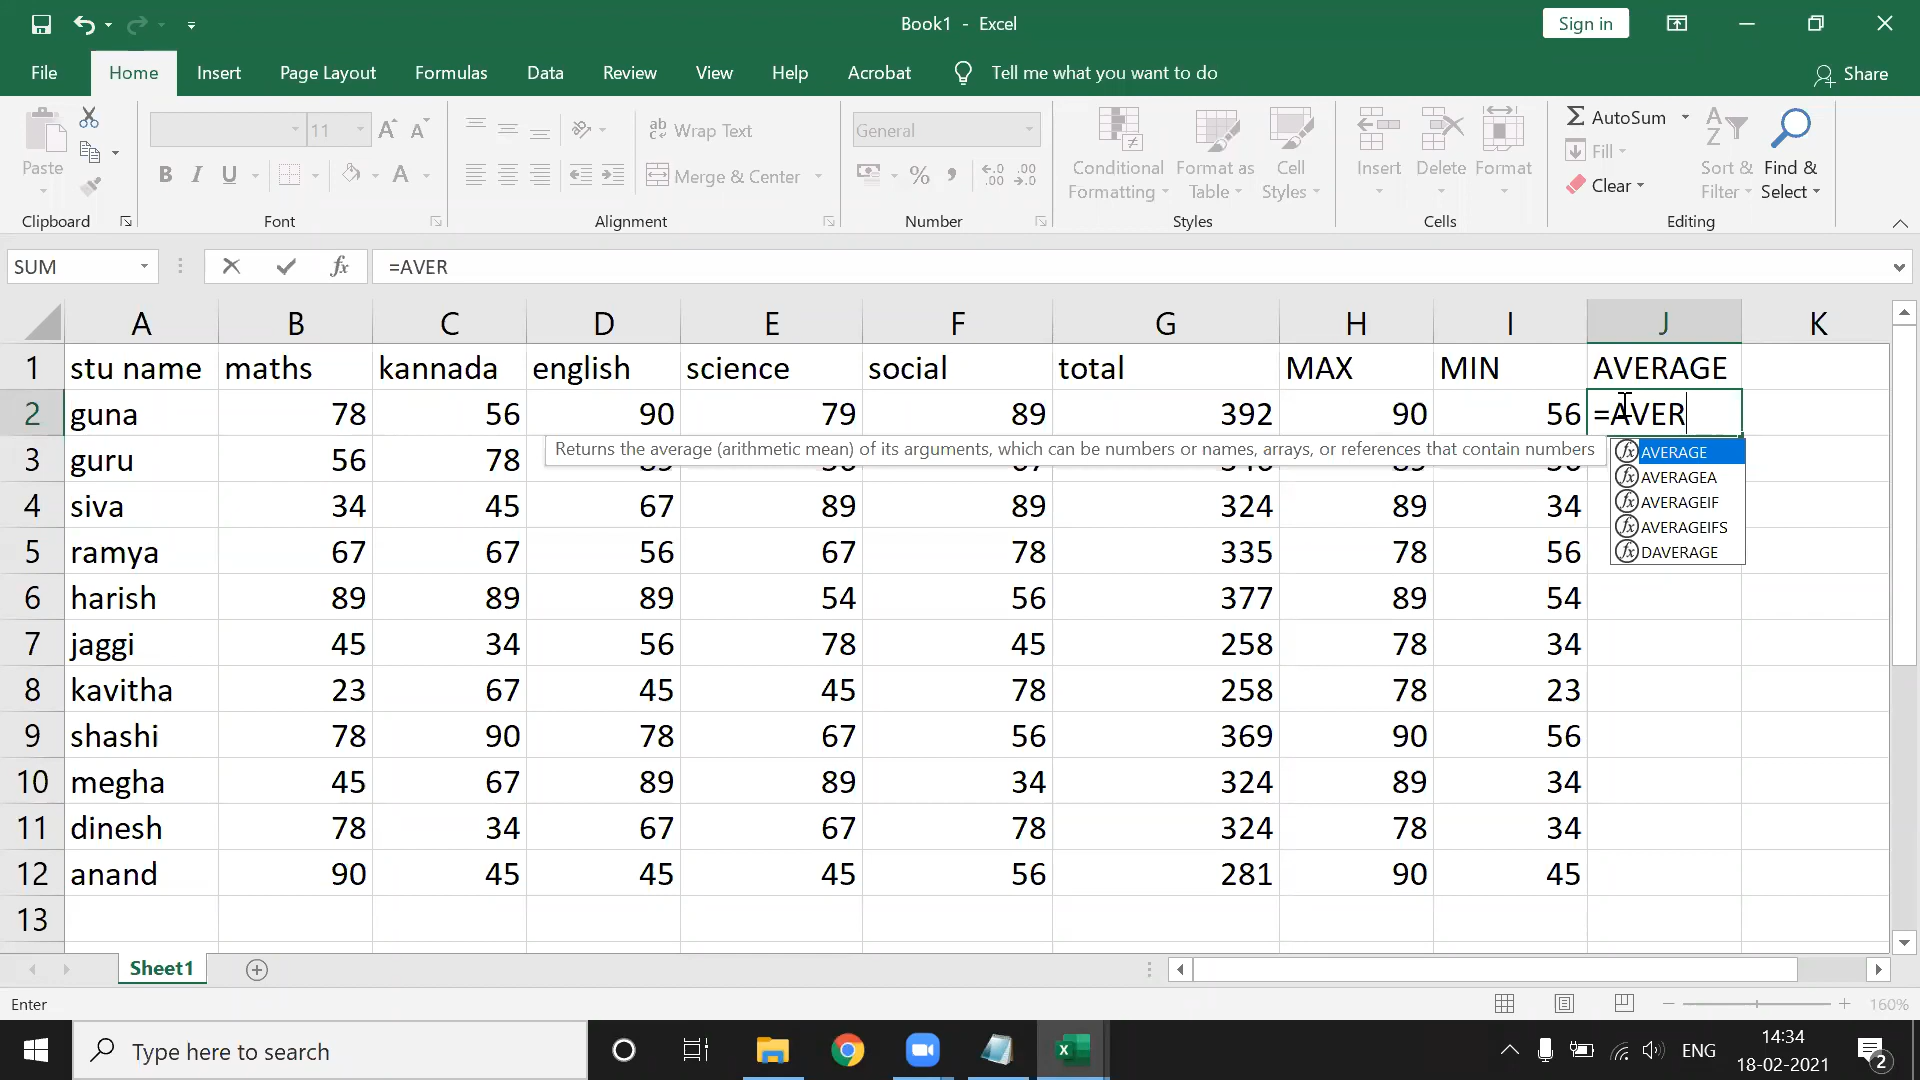 Book1 - Excel
Sign in
File Home Insert Page Layout Formulas Data Review View Help Acrobat Tell me what you want to do Share
Paste
Clipboard
11
B I U
Font
Wrap Text
Merge & Center
Alignment
General
Number
Conditional Formatting
Format as Table
Cell Styles
Styles
Insert Delete Format
Cells
AutoSum
Fill
Clear
Sort & Filter
Find & Select
Editing
SUM fx =AVER
A B C D E F G H I J K
1 stu name maths kannada english science social total MAX MIN AVERAGE
2 guna 78 56 90 79 89 392 90 56 =AVER
Returns the average (arithmetic mean) of its arguments, which can be numbers or names, arrays, or references that contain numbers
AVERAGE
AVERAGEA
AVERAGEIF
AVERAGEIFS
DAVERAGE
3 guru 56 78
4 siva 34 45 67 89 89 324 89 34
5 ramya 67 67 56 67 78 335 78 56
6 harish 89 89 89 54 56 377 89 54
7 jaggi 45 34 56 78 45 258 78 34
8 kavitha 23 67 45 45 78 258 78 23
9 shashi 78 90 78 67 56 369 90 56
10 megha 45 67 89 89 34 324 89 34
11 dinesh 78 34 67 67 78 324 78 34
12 anand 90 45 45 45 56 281 90 45
13
Sheet1
Enter
160%
Type here to search
ENG
14:34
18-02-2021
2